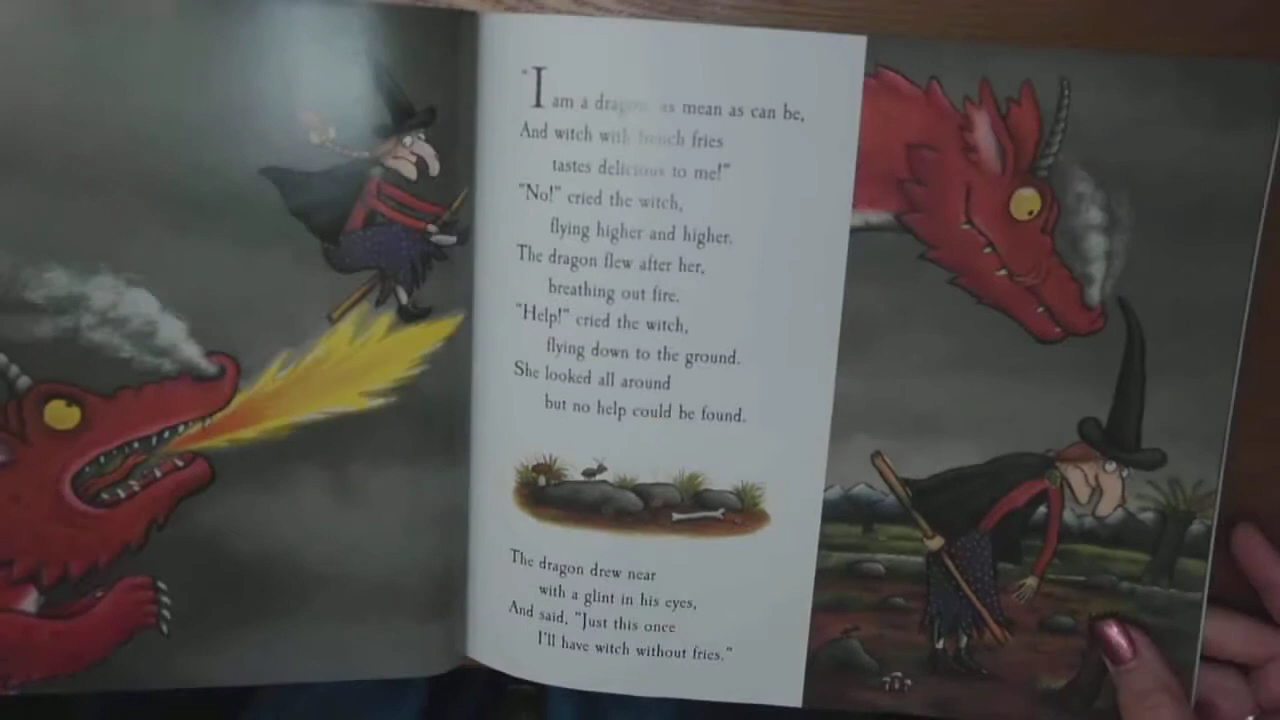 "I am a dragon as mean as can be,
And witch with french fries
tastes delicious to me!"
"No!" cried the witch,
flying higher and higher.
The dragon flew after her,
breathing out fire.
"Help!" cried the witch,
flying down to the ground.
She looked all around
but no help could be found.
The dragon drew near
with a glint in his eyes,
And said, "Just this once
I'll have witch without fries."